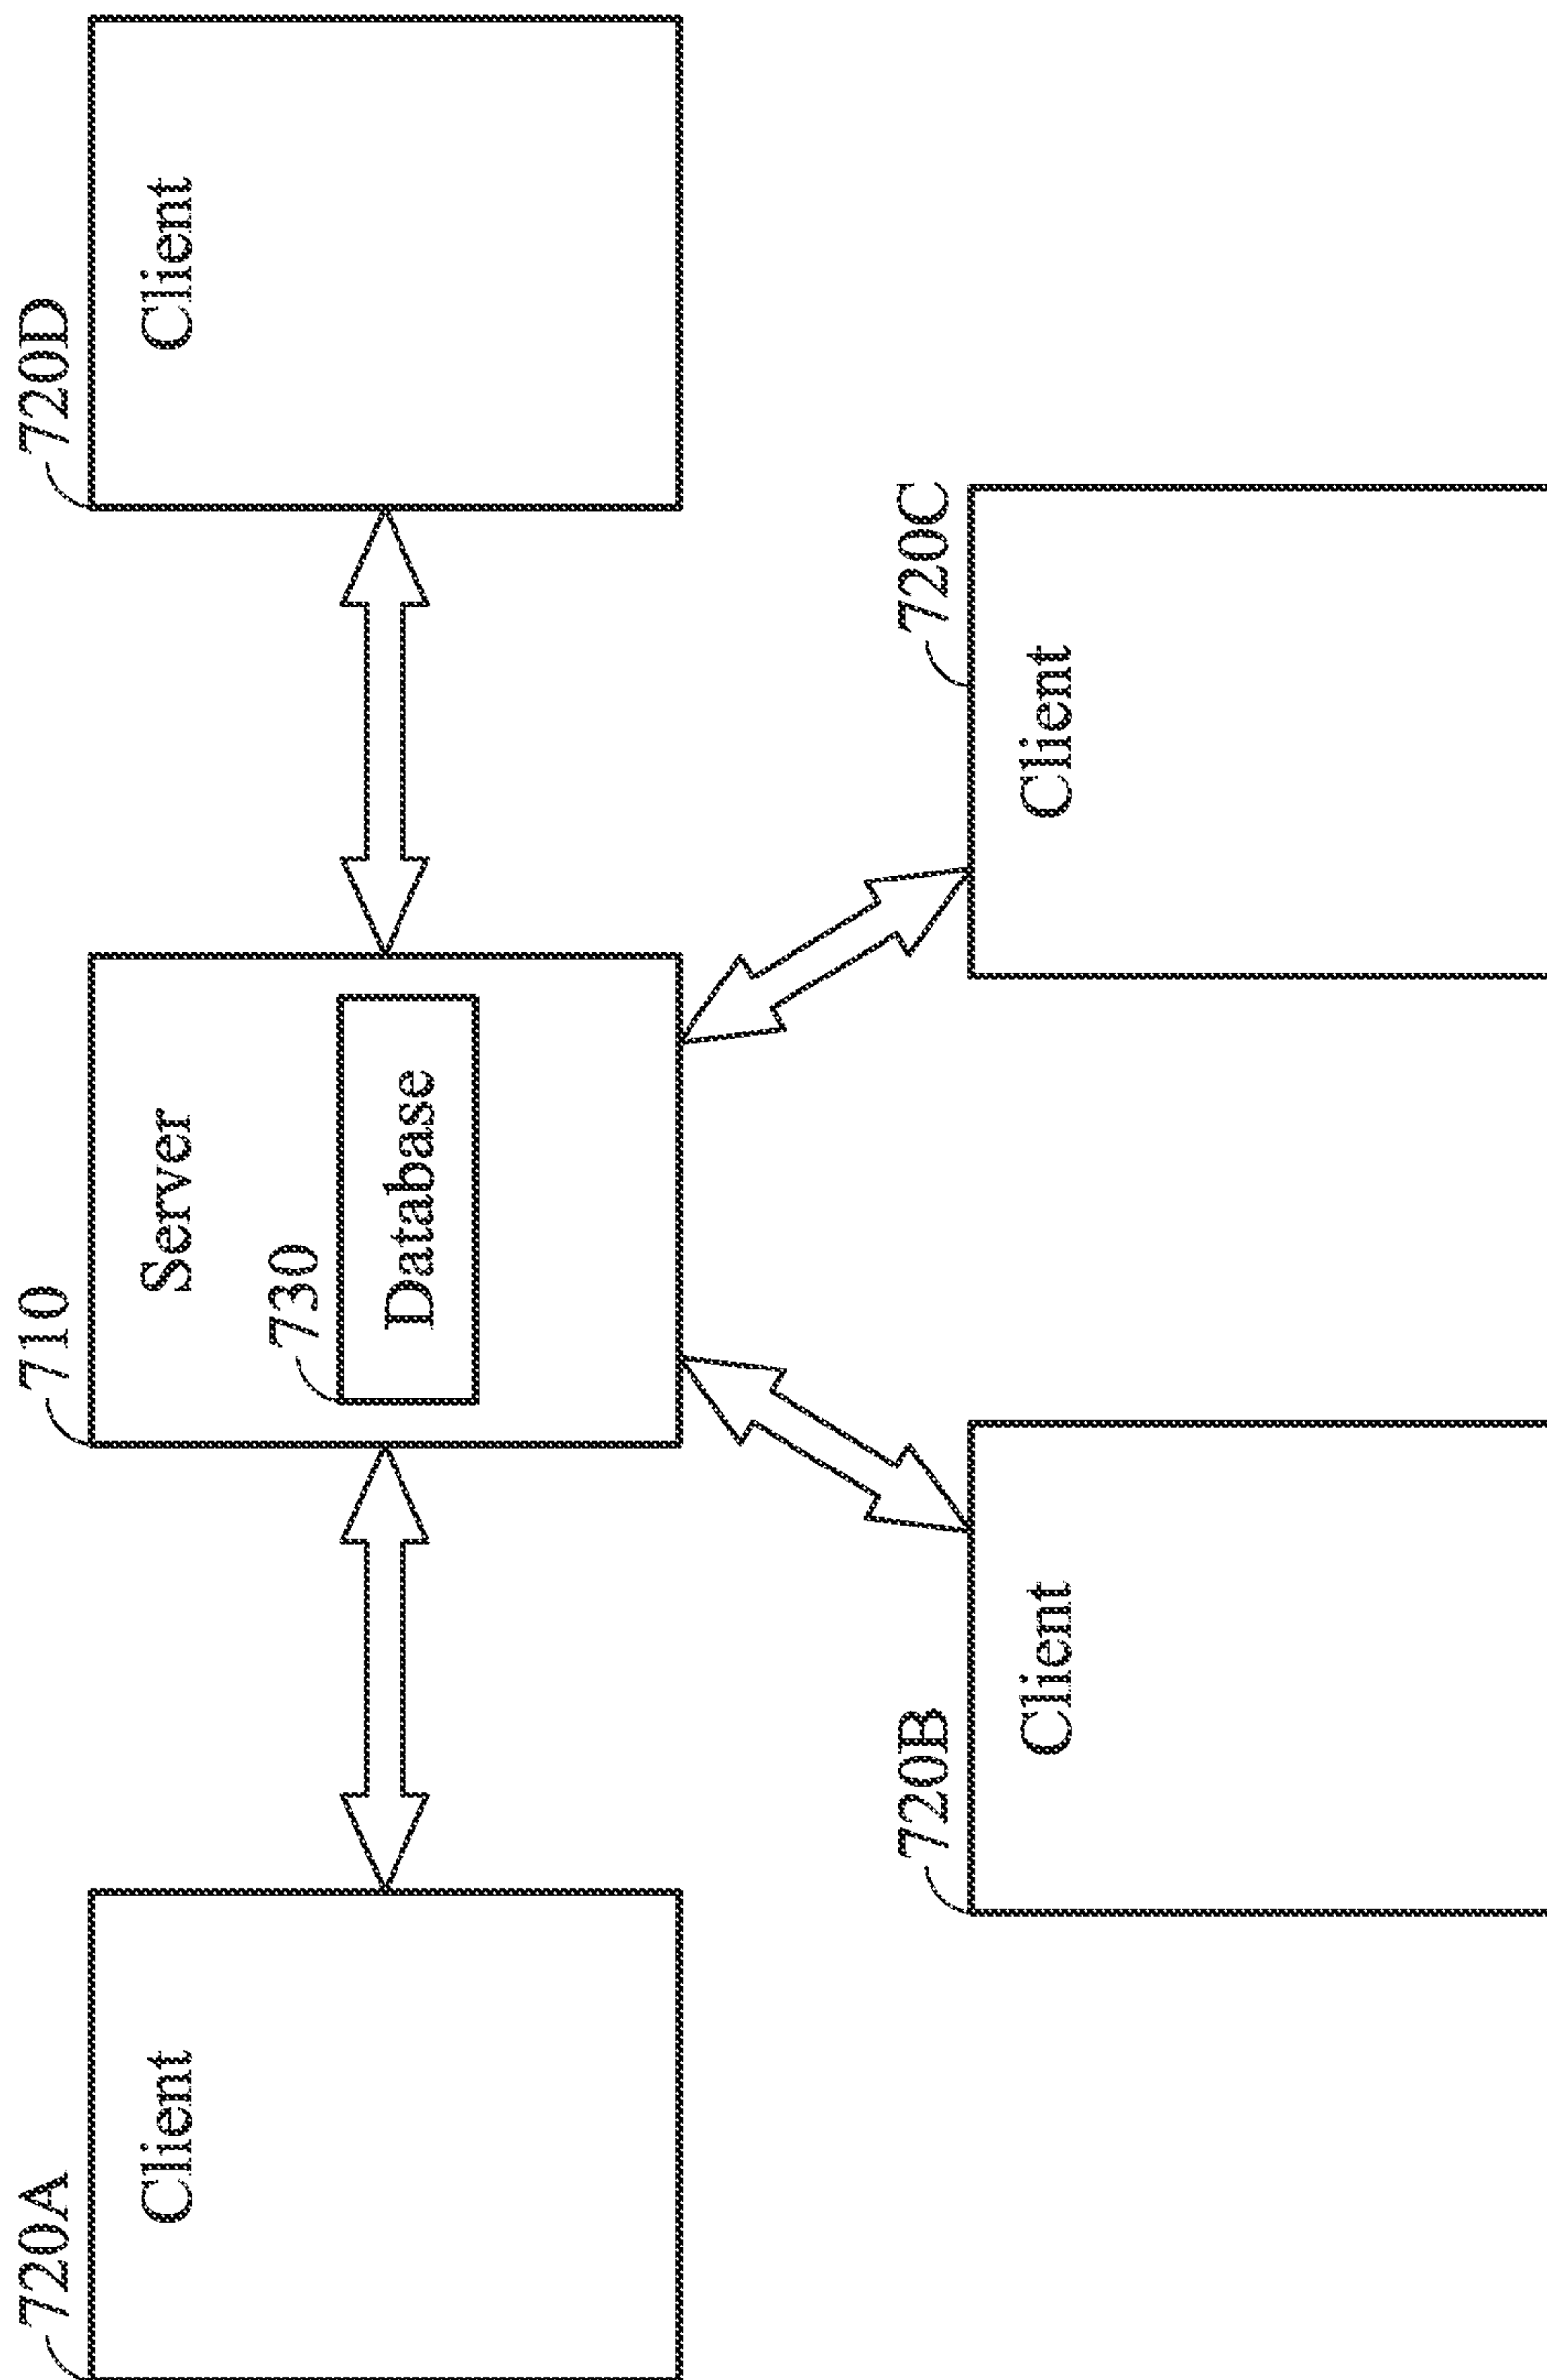 720A
Client
710
Server
730
Database
720D
Client
720B
Client
720C
Client